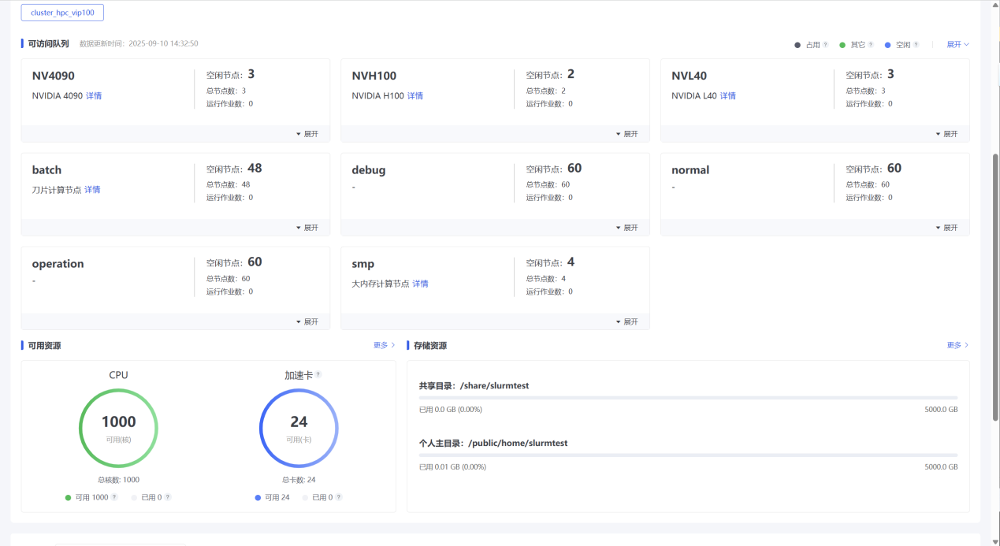 cluster_hpc_vip100
可访问队列 数据更新时间：2025-09-10 14:32:50
占用 ? 其它 ? 空闲 ? 展开
NV4090
NVIDIA 4090 详情
空闲节点：3
总节点数：3
运行作业数：0
展开
NVH100
NVIDIA H100 详情
空闲节点：2
总节点数：2
运行作业数：0
展开
NVL40
NVIDIA L40 详情
空闲节点：3
总节点数：3
运行作业数：0
展开
batch
刀片计算节点 详情
空闲节点：48
总节点数：48
运行作业数：0
展开
debug
-
空闲节点：60
总节点数：60
运行作业数：0
展开
normal
-
空闲节点：60
总节点数：60
运行作业数：0
展开
operation
-
空闲节点：60
总节点数：60
运行作业数：0
展开
smp
大内存计算节点 详情
空闲节点：4
总节点数：4
运行作业数：0
展开
可用资源 更多
CPU
1000
可用(核)
总核数: 1000
可用 1000 ? 已用 0 ?
加速卡 ?
24
可用(卡)
总卡数: 24
可用 24 已用 0 ?
存储资源 更多
共享目录：/share/slurmtest
已用 0.0 GB (0.00%) 5000.0 GB
个人主目录：/public/home/slurmtest
已用 0.01 GB (0.00%) 5000.0 GB